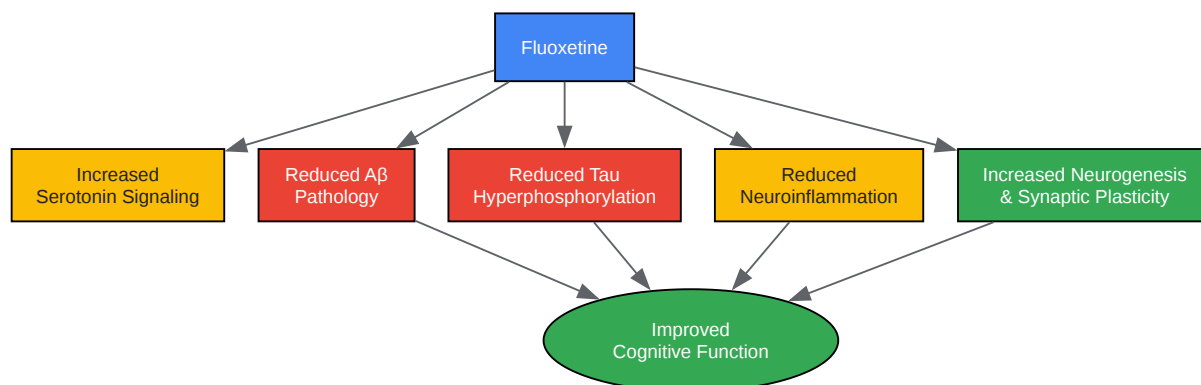 Fluoxetine
Increased
Serotonin Signaling
Reduced Aβ
Pathology
Reduced Tau
Hyperphosphorylation
Reduced
Neuroinflammation
Increased Neurogenesis
& Synaptic Plasticity
Improved
Cognitive Function